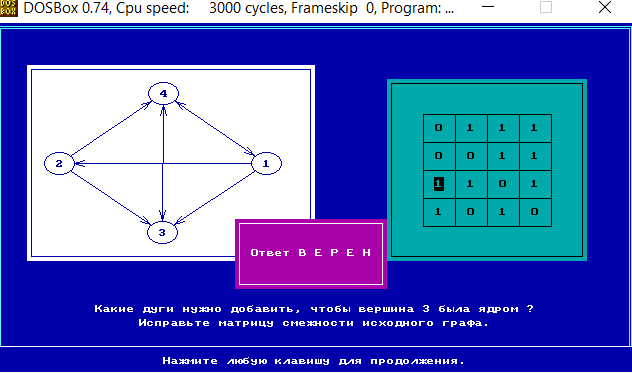 DOS
BOX
DOSBox 0.74, Cpu speed: 3000 cycles, Frameskip 0, Program: ...
4
2
1
3
0 1 1 1
0 0 1 1
1 1 0 1
1 0 1 0
Ответ В Е Р Е Н
Какие дуги нужно добавить, чтобы вершина 3 была ядром ?
Исправьте матрицу смежности исходного графа.
Нажмите любую клавишу для продолжения.